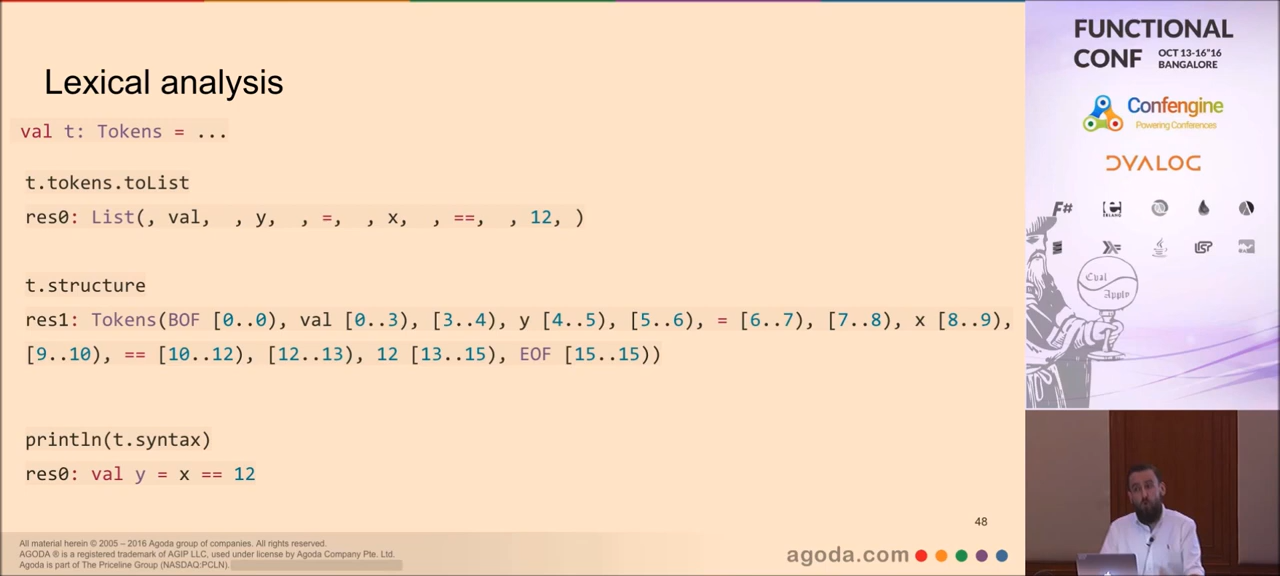 Lexical analysis
val t: Tokens = ...
t.tokens.toList
res0: List(, val,  , y,  , =,  , x,  , ==,  , 12, )
t.structure
res1: Tokens(BOF [0..0), val [0..3), [3..4), y [4..5), [5..6), = [6..7), [7..8), x [8..9),
[9..10), == [10..12), [12..13), 12 [13..15), EOF [15..15))
println(t.syntax)
res0: val y = x == 12
48
All material herein © 2005 – 2016 Agoda group of companies. All rights reserved.
AGODA ® is a registered trademark of AGIP LLC, used under license by Agoda Company Pte. Ltd.
Agoda is part of The Priceline Group (NASDAQ:PCLN).
agoda.com
FUNCTIONAL
CONF OCT 13-16"16
BANGALORE
Confengine
Powering Conferences
DYALOC
F#
ERLANG
LISP
Eval
Apply